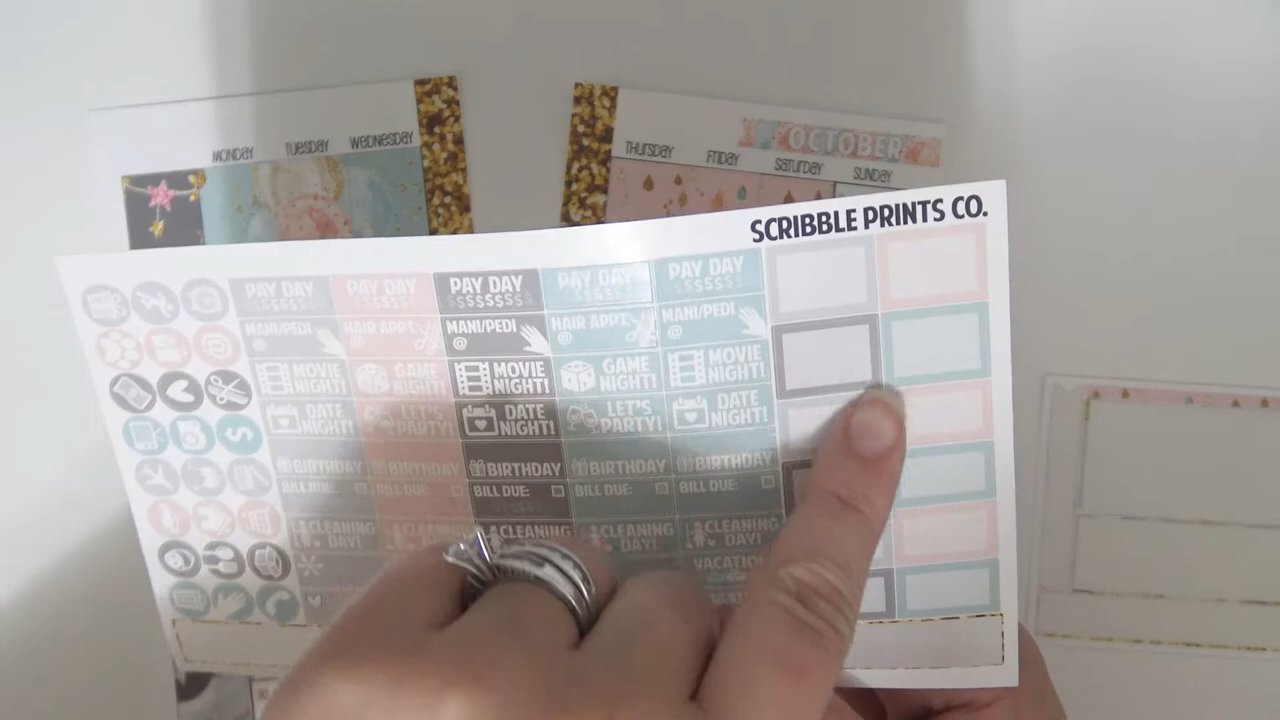 MONDAY TUESDAY WEDNESDAY
OCTOBER
THURSDAY FRIDAY SATURDAY SUNDAY
SCRIBBLE PRINTS CO.
PAY DAY PAY DAY PAY DAY PAY DAY PAY DAY
$$$$$$$
MANI/PEDI HAIR APPT. MANI/PEDI HAIR APPT. MANI/PEDI
@ @ @ @ @
MOVIE NIGHT! GAME NIGHT! MOVIE NIGHT! GAME NIGHT! MOVIE NIGHT!
DATE NIGHT! LET'S PARTY! DATE NIGHT! LET'S PARTY! DATE NIGHT!
BIRTHDAY BIRTHDAY BIRTHDAY BIRTHDAY BIRTHDAY
BILL DUE: BILL DUE: BILL DUE: BILL DUE: BILL DUE:
CLEANING DAY! CLEANING CLEANING DAY! CLEANING DAY!
VACATION